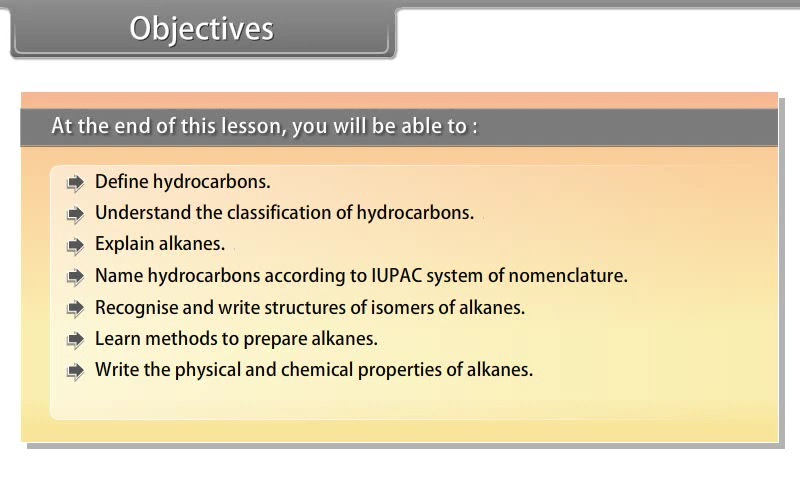 Objectives
At the end of this lesson, you will be able to :
Define hydrocarbons.
Understand the classification of hydrocarbons.
Explain alkanes.
Name hydrocarbons according to IUPAC system of nomenclature.
Recognise and write structures of isomers of alkanes.
Learn methods to prepare alkanes.
Write the physical and chemical properties of alkanes.